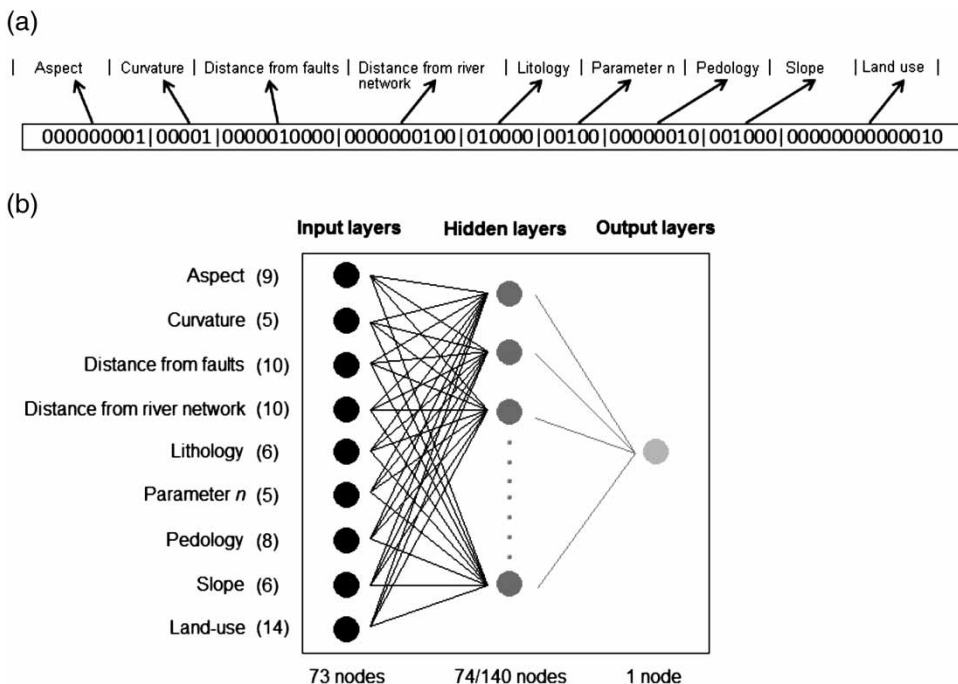 (a)
| Aspect | Curvature | Distance from faults | Distance from river network | Litology | Parameter n | Pedology | Slope | Land use |
000000001|00001|0000010000|0000000100|010000|00100|00000010|001000|00000000000010
(b)
Input layers Hidden layers Output layers
Aspect (9)
Curvature (5)
Distance from faults (10)
Distance from river network (10)
Lithology (6)
Parameter n (5)
Pedology (8)
Slope (6)
Land-use (14)
73 nodes 74/140 nodes 1 node